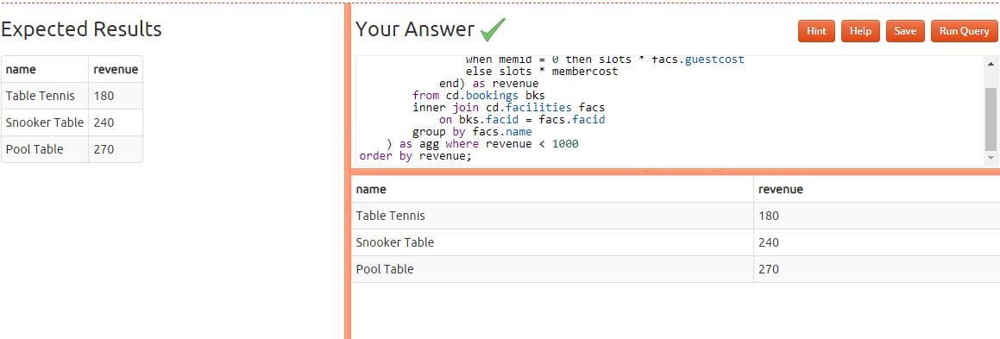 Expected Results
name revenue
Table Tennis 180
Snooker Table 240
Pool Table 270
Your Answer
Hint Help Save Run Query
when memid = 0 then slots * facs.guestcost
else slots * membercost
end) as revenue
from cd.bookings bks
inner join cd.facilities facs
on bks.facid = facs.facid
group by facs.name
) as agg where revenue < 1000
order by revenue;
name revenue
Table Tennis 180
Snooker Table 240
Pool Table 270